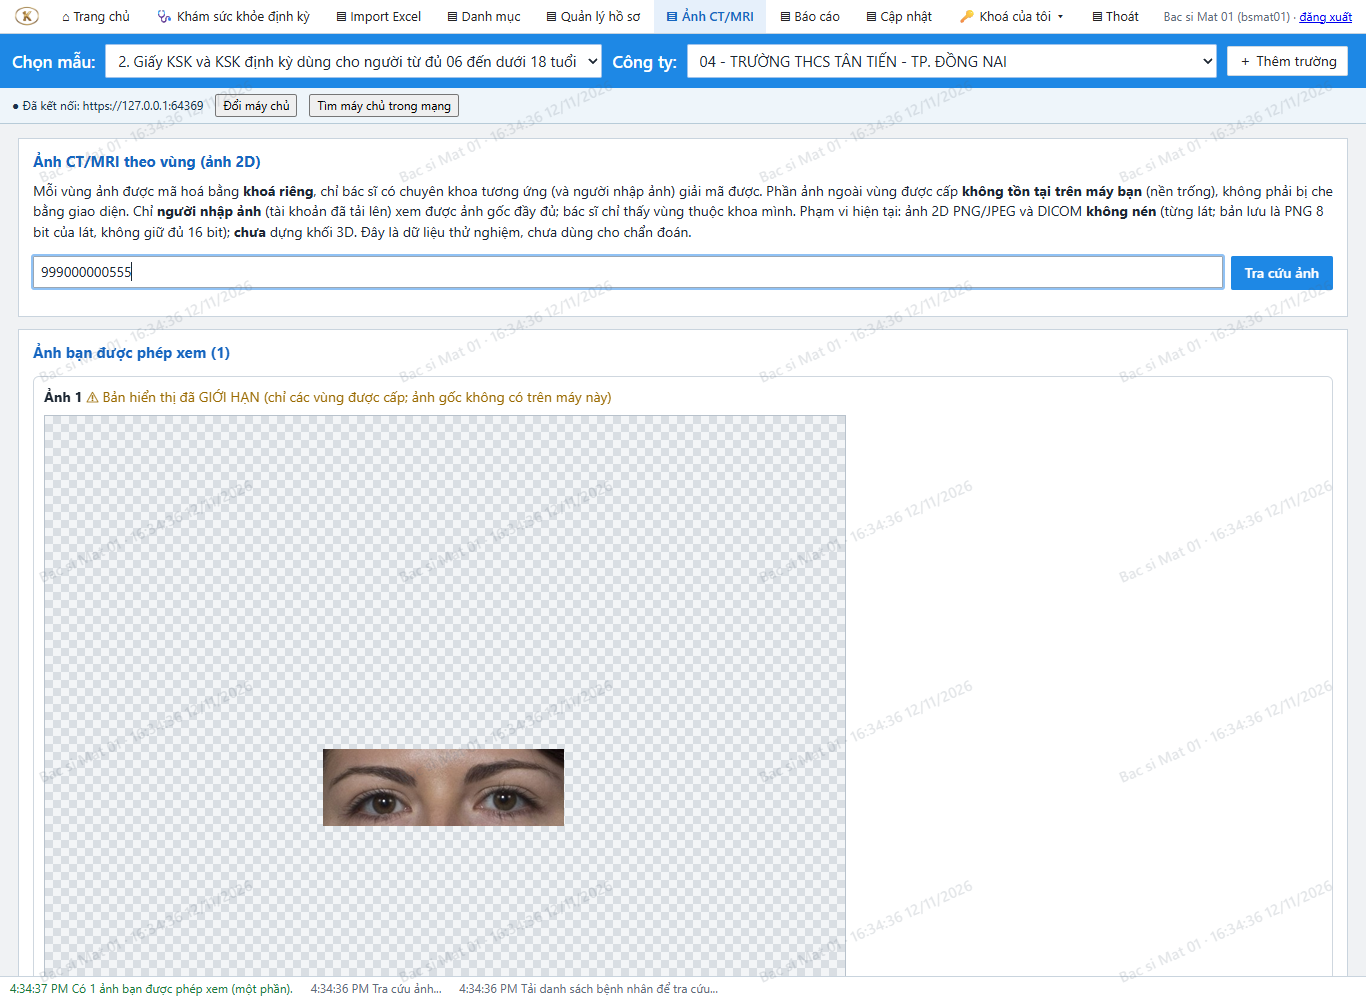 K Trang chủ Khám sức khỏe định kỳ Import Excel Danh mục Quản lý hồ sơ Ảnh CT/MRI Báo cáo Cập nhật Khoá của tôi Thoát Bac si Mat 01 (bsmat01) · đăng xuất
Chọn mẫu: 2. Giấy KSK và KSK định kỳ dùng cho người từ đủ 06 đến dưới 18 tuổi Công ty: 04 - TRƯỜNG THCS TÂN TIẾN - TP. ĐỒNG NAI + Thêm trường
● Đã kết nối: https://127.0.0.1:64369 Đổi máy chủ Tìm máy chủ trong mạng
Ảnh CT/MRI theo vùng (ảnh 2D)
Mỗi vùng ảnh được mã hoá bằng khoá riêng, chỉ bác sĩ có chuyên khoa tương ứng (và người nhập ảnh) giải mã được. Phần ảnh ngoài vùng được cấp không tồn tại trên máy bạn (nền trống), không phải bị che
bằng giao diện. Chỉ người nhập ảnh (tài khoản đã tải lên) xem được ảnh gốc đầy đủ; bác sĩ chỉ thấy vùng thuộc khoa mình. Phạm vi hiện tại: ảnh 2D PNG/JPEG và DICOM không nén (từng lát; bản lưu là PNG 8
bit của lát, không giữ đủ 16 bit); chưa dựng khối 3D. Đây là dữ liệu thử nghiệm, chưa dùng cho chẩn đoán.
999000000555 Tra cứu ảnh
Ảnh bạn được phép xem (1)
Ảnh 1 ⚠ Bản hiển thị đã GIỚI HẠN (chỉ các vùng được cấp; ảnh gốc không có trên máy này)
Bac si Mat 01 · 16:34:36 12/11/2026
4:34:37 PM Có 1 ảnh bạn được phép xem (một phần). 4:34:36 PM Tra cứu ảnh... 4:34:36 PM Tải danh sách bệnh nhân để tra cứu...